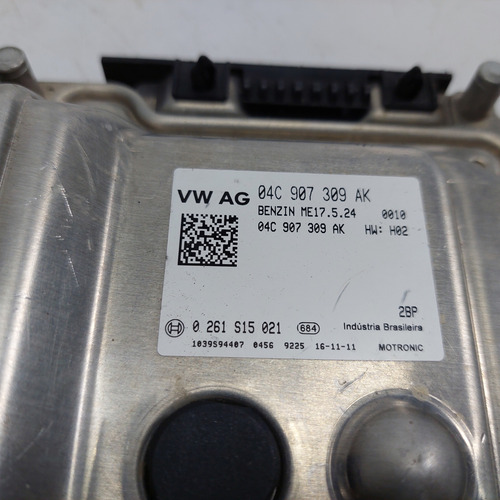 VW AG 04C 907 309 AK
BENZIN ME17.5.24 0010
04C 907 309 AK HW: H02
2BP
0 261 S15 021 684 Indústria Brasileira
1039S94407 0456 9225 16-11-11 MOTRONIC